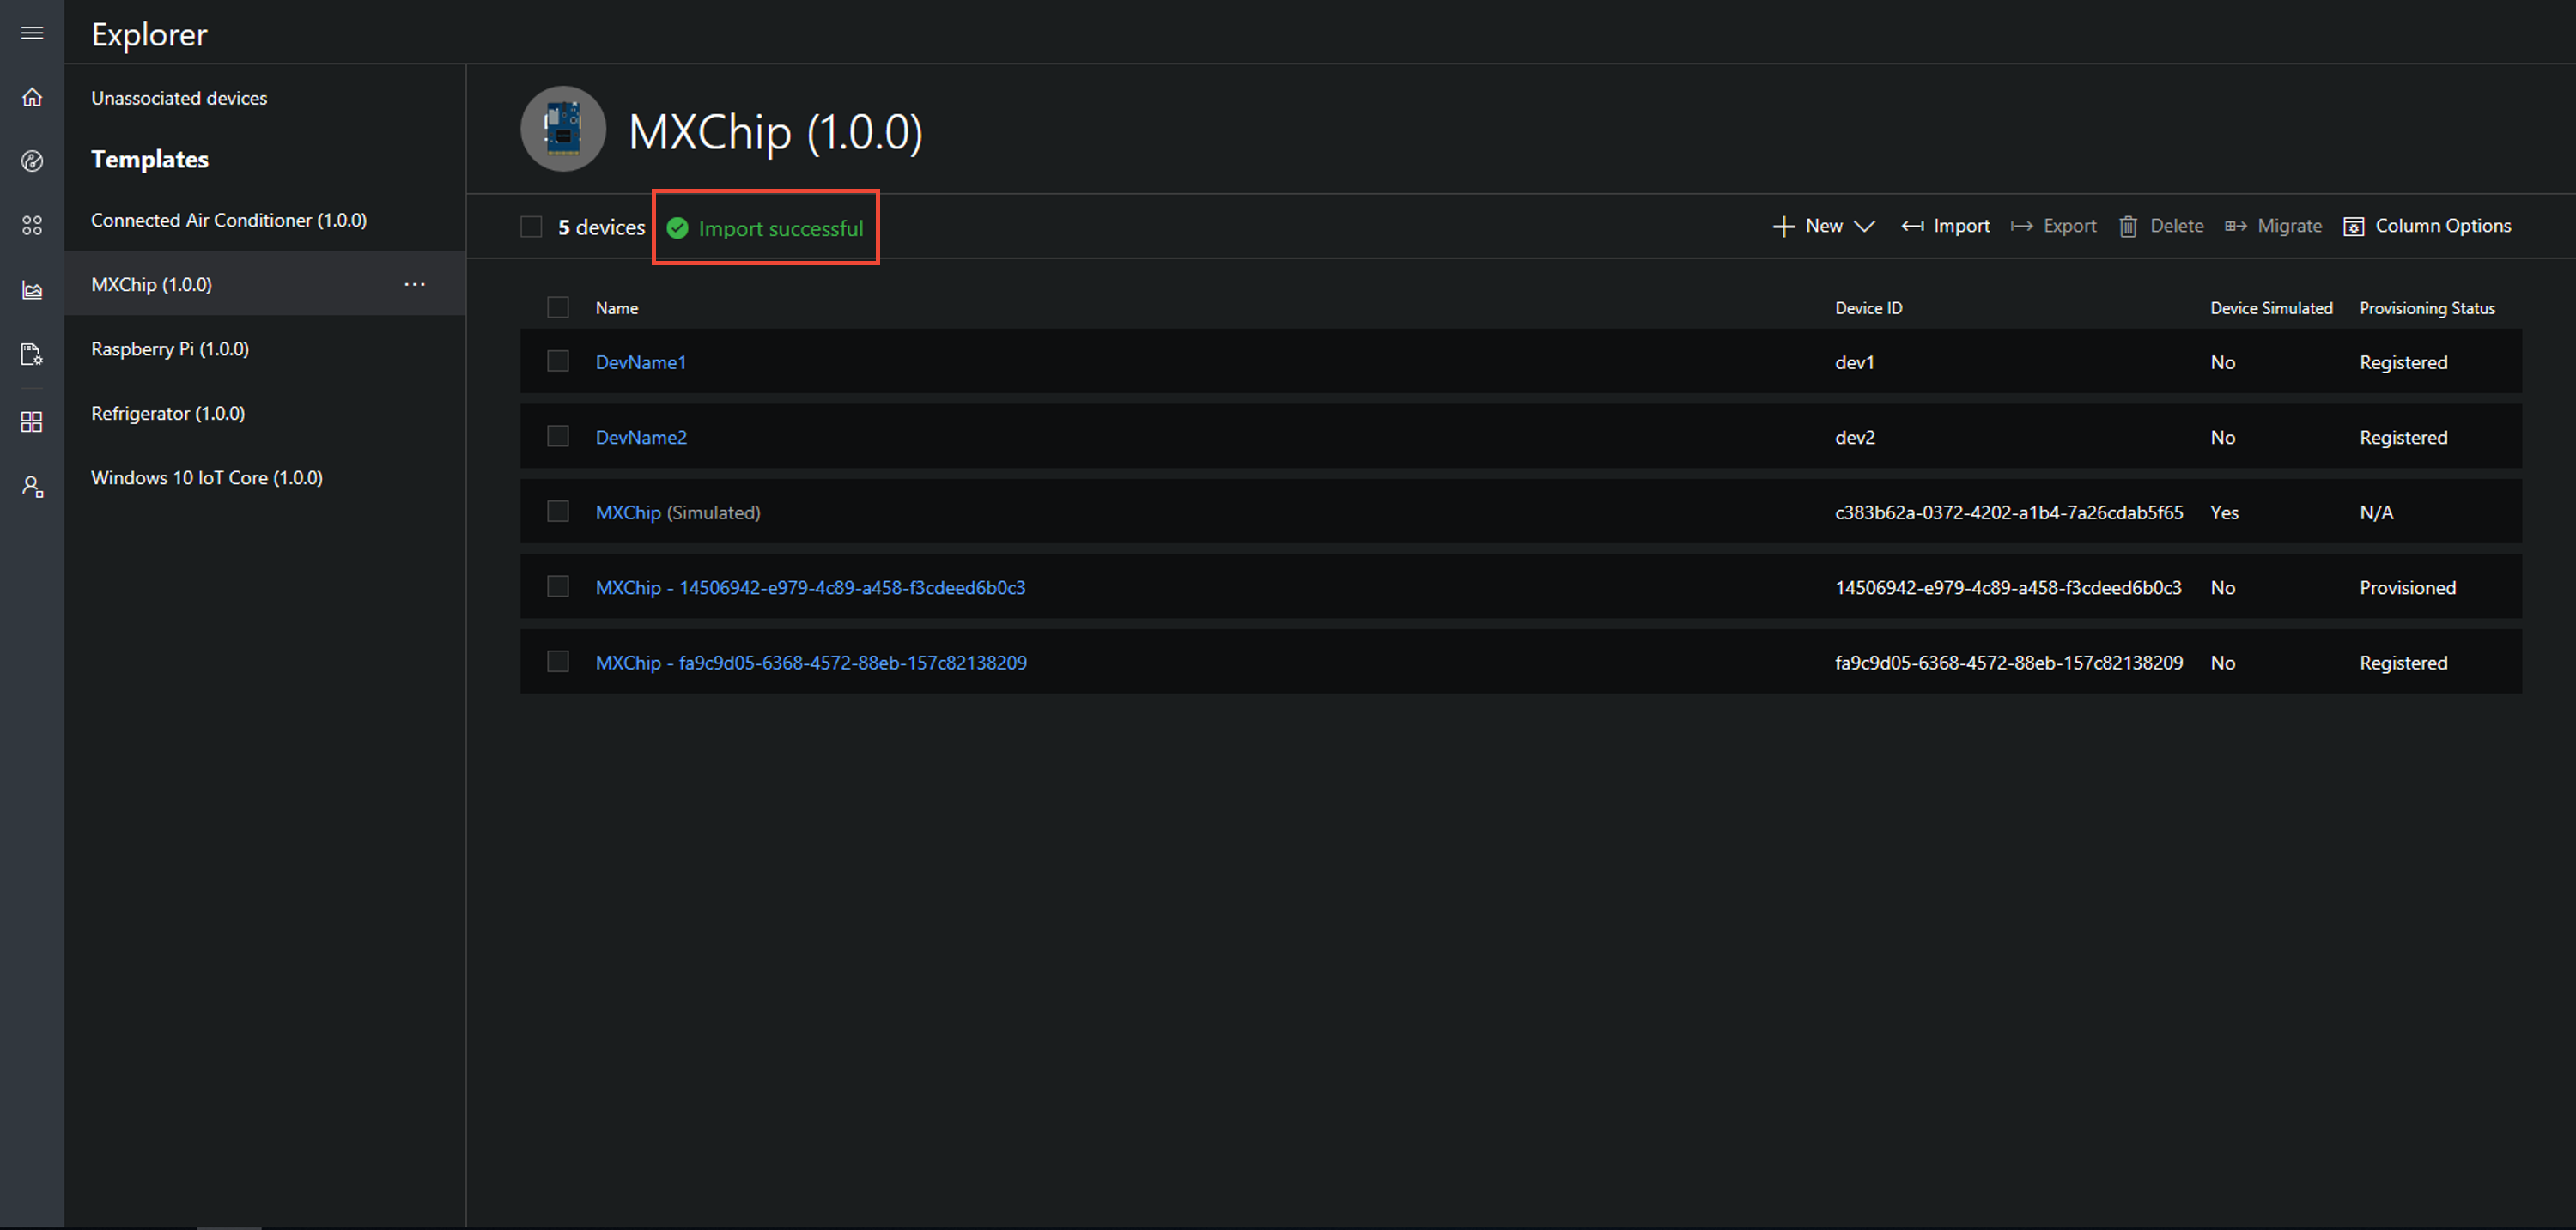 Explorer
Unassociated devices
Templates
Connected Air Conditioner (1.0.0)
MXChip (1.0.0)
...
Raspberry Pi (1.0.0)
Refrigerator (1.0.0)
Windows 10 IoT Core (1.0.0)
MXChip (1.0.0)
5 devices Import successful New Import Export Delete Migrate Column Options
Name Device ID Device Simulated Provisioning Status
DevName1 dev1 No Registered
DevName2 dev2 No Registered
MXChip (Simulated) c383b62a-0372-4202-a1b4-7a26cdab5f65 Yes N/A
MXChip - 14506942-e979-4c89-a458-f3cdeed6b0c3 14506942-e979-4c89-a458-f3cdeed6b0c3 No Provisioned
MXChip - fa9c9d05-6368-4572-88eb-157c82138209 fa9c9d05-6368-4572-88eb-157c82138209 No Registered